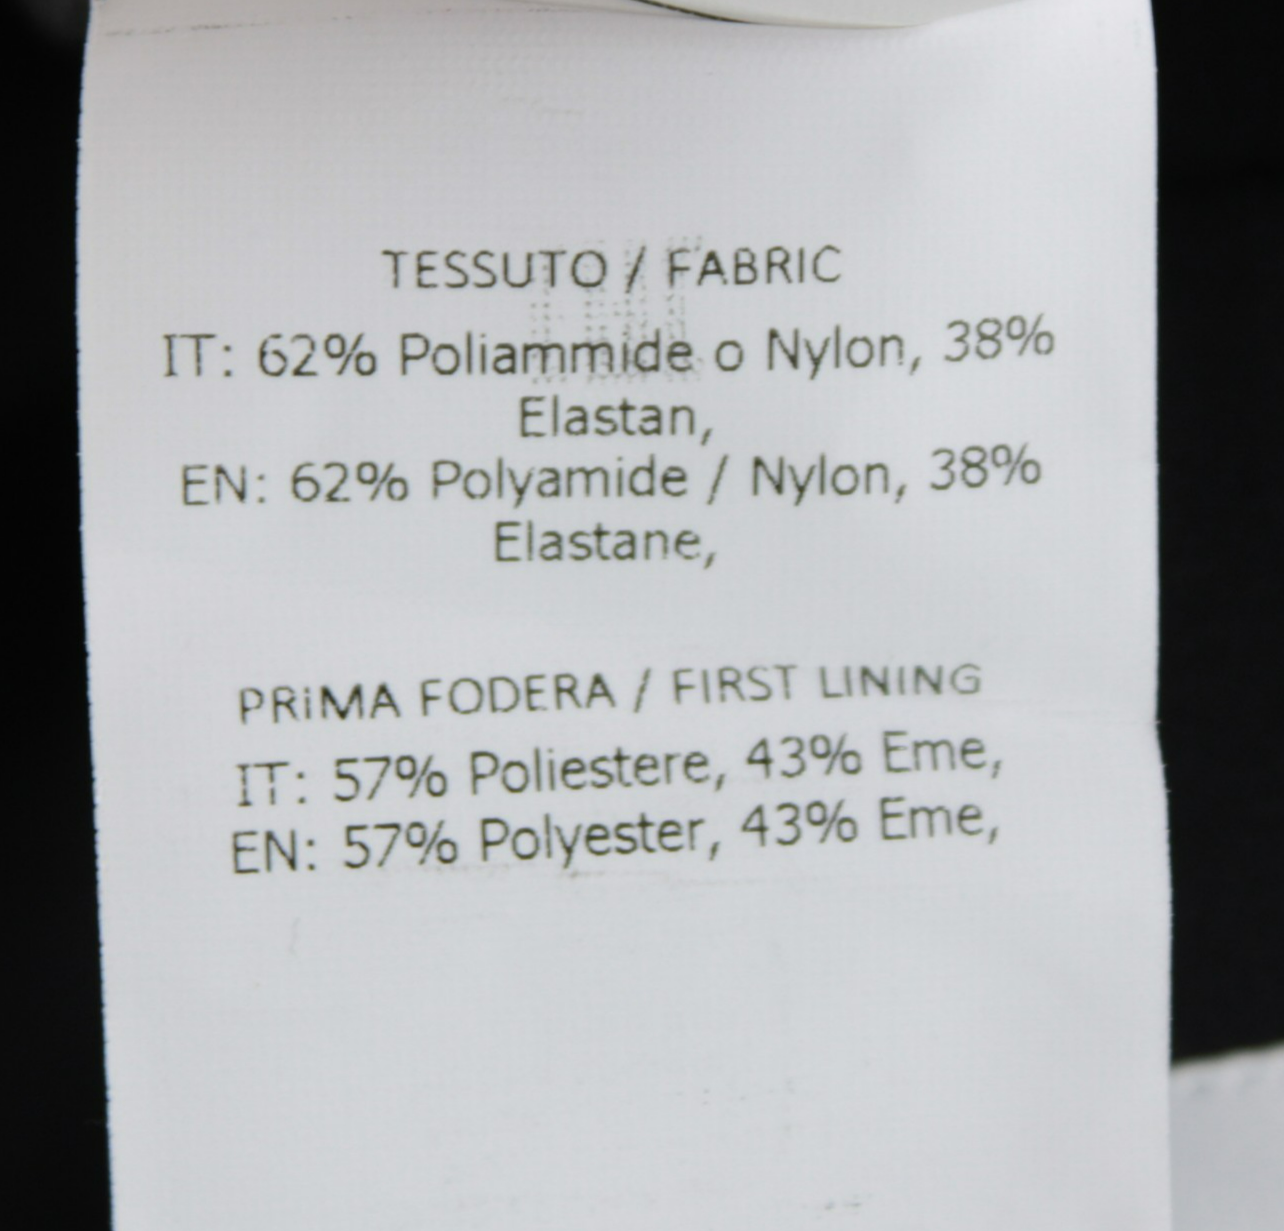 TESSUTO / FABRIC
IT: 62% Poliammide o Nylon, 38%
Elastan,
EN: 62% Polyamide / Nylon, 38%
Elastane,
PRiMA FODERA / FIRST LINING
IT: 57% Poliestere, 43% Eme,
EN: 57% Polyester, 43% Eme,